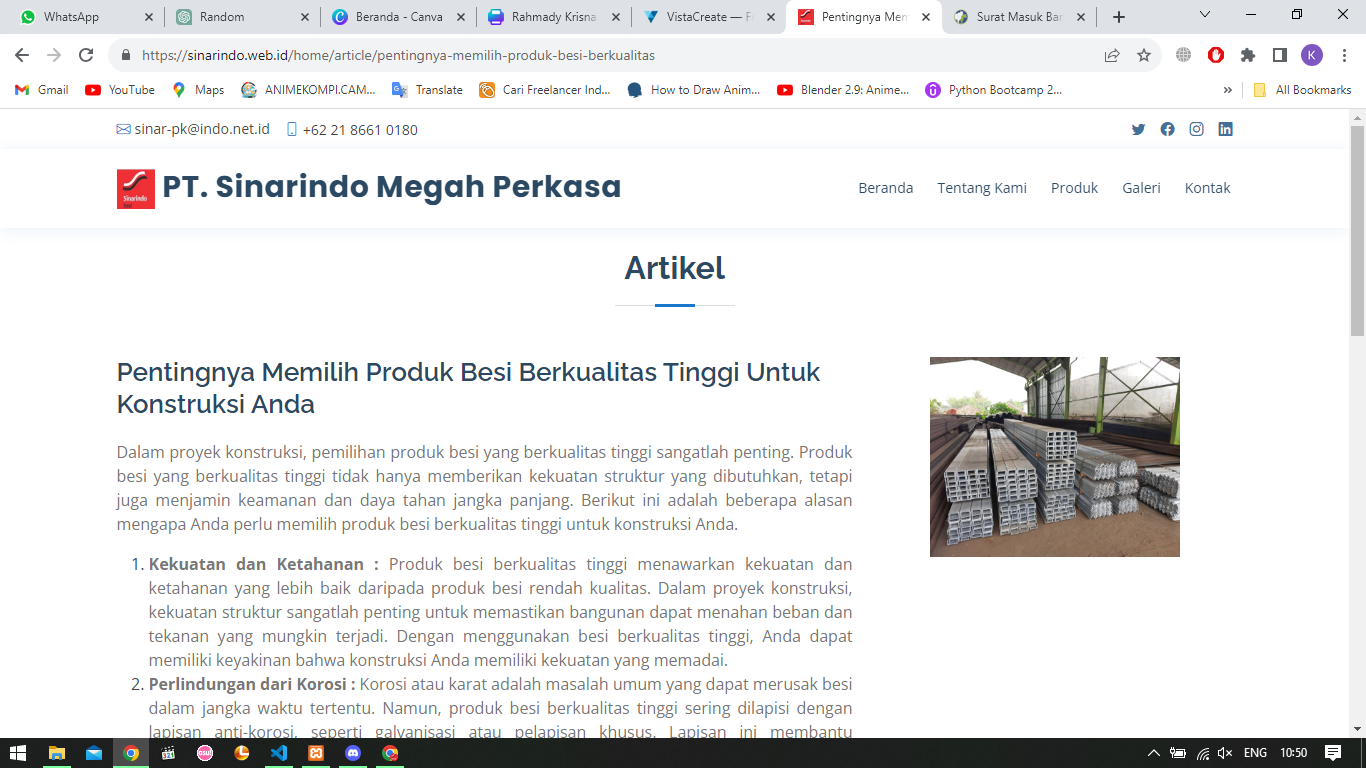 WhatsApp
Random
Beranda - Canva
Rahmady Krisna
VistaCreate — F
Pentingnya Mem
Surat Masuk Bar
https://sinarindo.web.id/home/article/pentingnya-memilih-produk-besi-berkualitas
K
Gmail
YouTube
Maps
ANIMEKOMPI.CAM...
Translate
Cari Freelancer Ind...
How to Draw Anim...
Blender 2.9: Anime...
Python Bootcamp 2...
»
All Bookmarks
sinar-pk@indo.net.id
+62 21 8661 0180
Sinarindo
PT. Sinarindo Megah Perkasa
Beranda
Tentang Kami
Produk
Galeri
Kontak
Artikel
Pentingnya Memilih Produk Besi Berkualitas Tinggi Untuk
Konstruksi Anda
Dalam proyek konstruksi, pemilihan produk besi yang berkualitas tinggi sangatlah penting. Produk
besi yang berkualitas tinggi tidak hanya memberikan kekuatan struktur yang dibutuhkan, tetapi
juga menjamin keamanan dan daya tahan jangka panjang. Berikut ini adalah beberapa alasan
mengapa Anda perlu memilih produk besi berkualitas tinggi untuk konstruksi Anda.
1. Kekuatan dan Ketahanan : Produk besi berkualitas tinggi menawarkan kekuatan dan
ketahanan yang lebih baik daripada produk besi rendah kualitas. Dalam proyek konstruksi,
kekuatan struktur sangatlah penting untuk memastikan bangunan dapat menahan beban dan
tekanan yang mungkin terjadi. Dengan menggunakan besi berkualitas tinggi, Anda dapat
memiliki keyakinan bahwa konstruksi Anda memiliki kekuatan yang memadai.
2. Perlindungan dari Korosi : Korosi atau karat adalah masalah umum yang dapat merusak besi
dalam jangka waktu tertentu. Namun, produk besi berkualitas tinggi sering dilapisi dengan
lapisan anti-korosi, seperti galvanisasi atau pelapisan khusus. Lapisan ini membantu
osu!
ENG
10:50